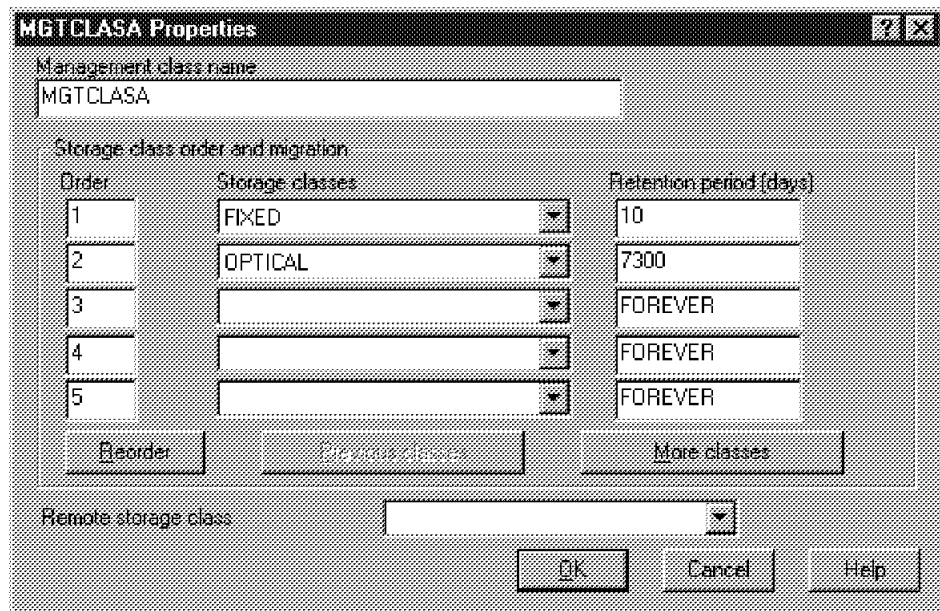 MGTCLASA Properties
Management class name
MGTCLASA
Storage class order and migration
Order Storage classes Retention period (days)
1 FIXED 10
2 OPTICAL 7300
3 FOREVER
4 FOREVER
5 FOREVER
Reorder Previous classes More classes
Remote storage class
OK Cancel Help